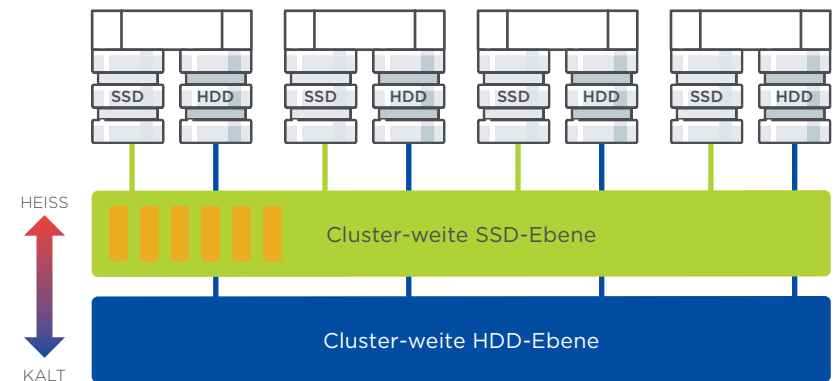 SSD HDD SSD HDD SSD HDD SSD HDD
HEISS
Cluster-weite SSD-Ebene
Cluster-weite HDD-Ebene
KALT